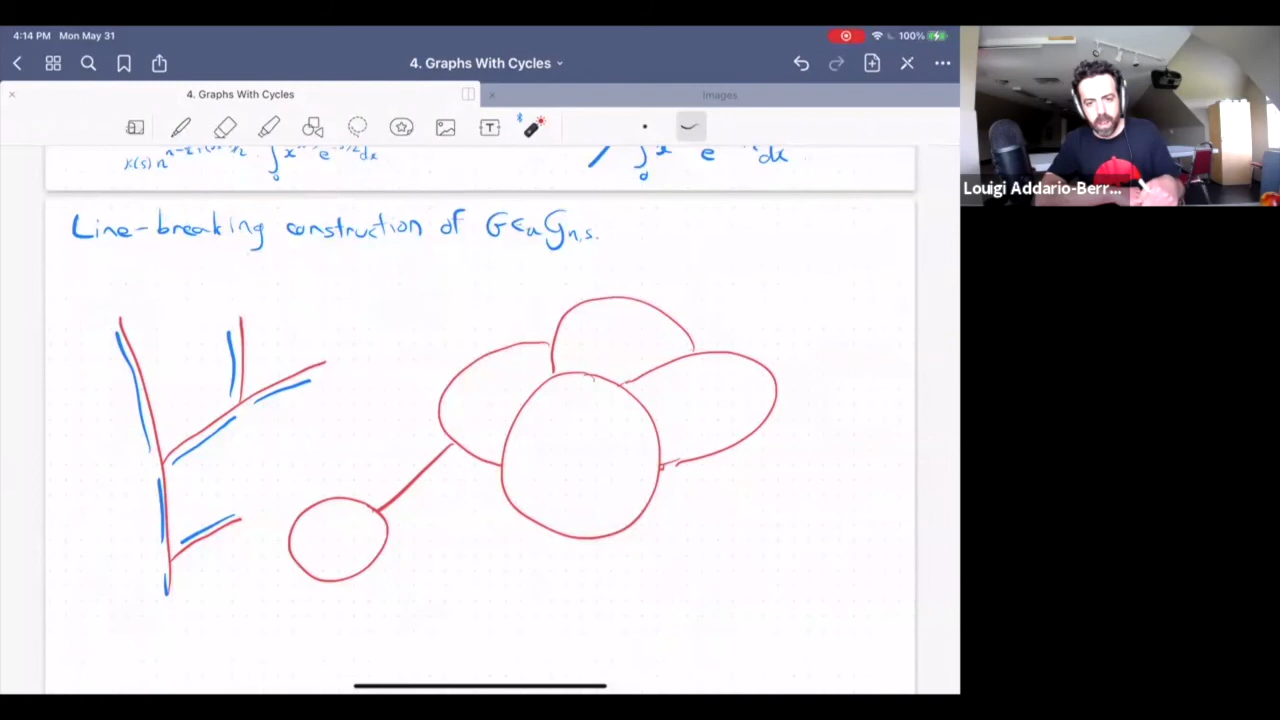 4:14 PM Mon May 31
100%
4. Graphs With Cycles
4. Graphs With Cycles
Images
Line-breaking construction of G ∈ᵤ 𝒢ₙ,ₛ.
Louigi Addario-Berr...